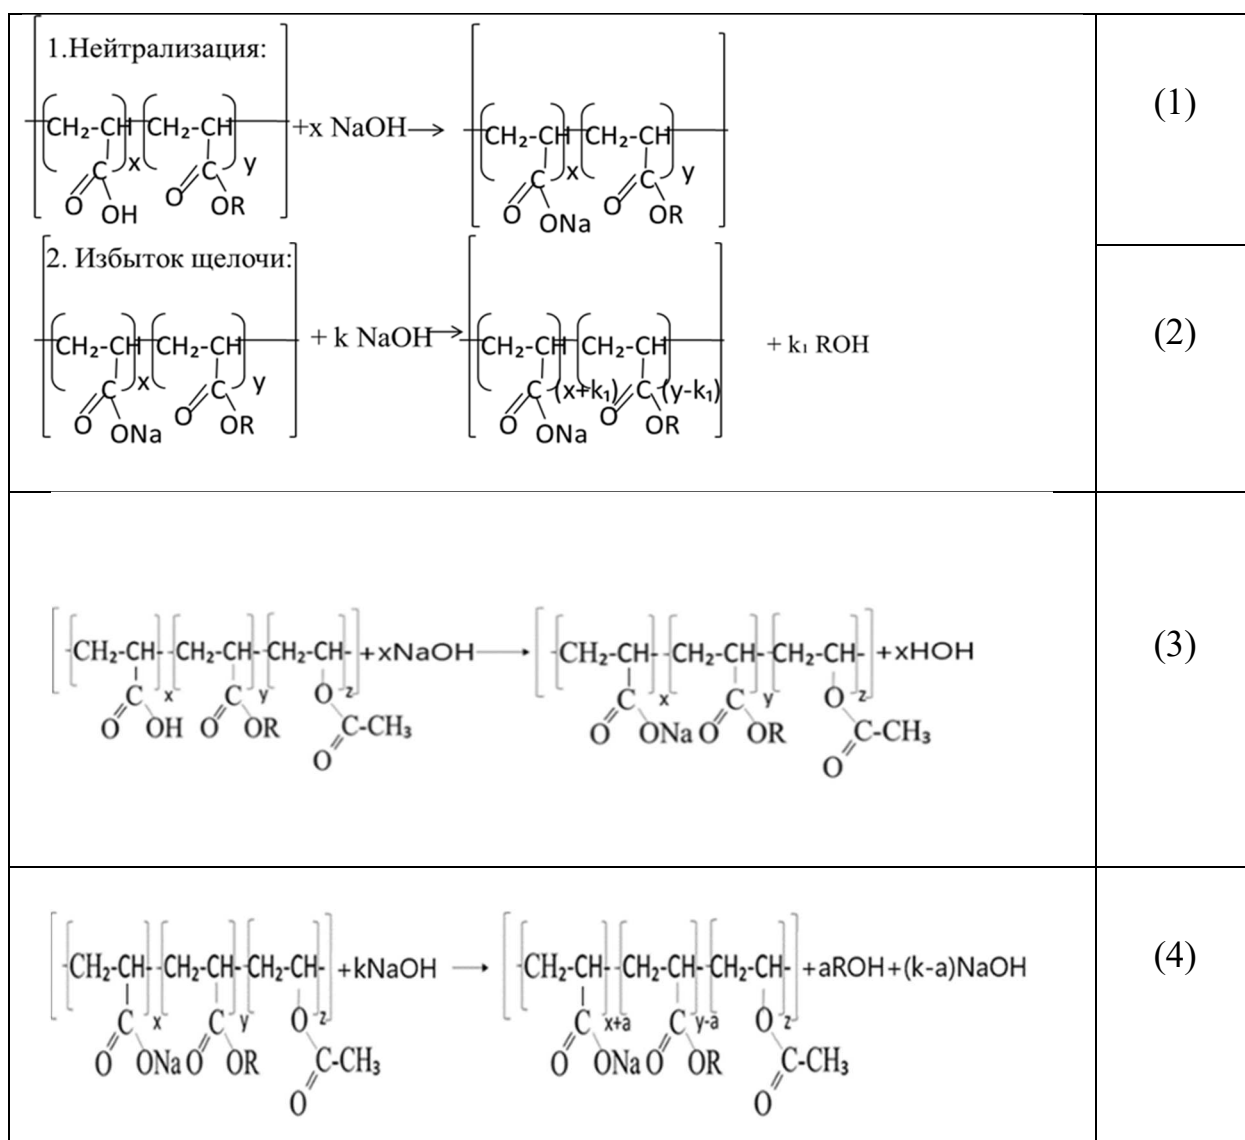 1.Нейтрализация:
CH₂-CH CH₂-CH +x NaOH→ CH₂-CH CH₂-CH
x y x y
C C C C
O OH O OR O ONa O OR
(1)
2. Избыток щелочи:
CH₂-CH CH₂-CH + k NaOH→ CH₂-CH CH₂-CH + k₁ ROH
x y (x+k₁) (y-k₁)
C C C C
O ONa O OR O ONa O OR
(2)
CH₂-CH- CH₂-CH- CH₂-CH- +xNaOH → CH₂-CH- CH₂-CH- CH₂-CH- +xHOH
x y z x y z
C C O C C O
O OH O OR C-CH₃ O ONa O OR C-CH₃
O O
(3)
CH₂-CH- CH₂-CH- CH₂-CH- +kNaOH → CH₂-CH- CH₂-CH- CH₂-CH- +aROH+(k-a)NaOH
x y z x+a y-a z
C C O C C O
O ONa O OR C-CH₃ O ONa O OR C-CH₃
O O
(4)